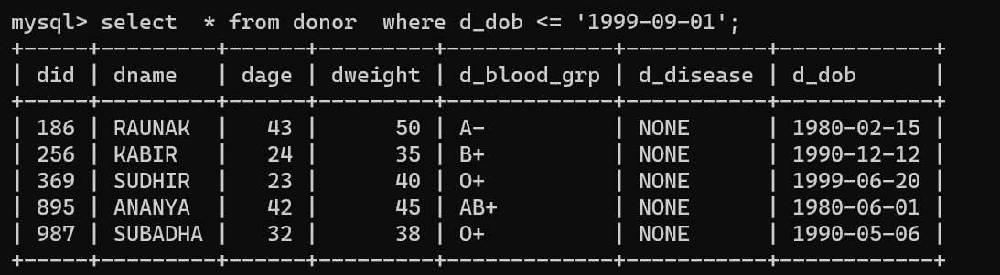 mysql> select  * from donor  where d_dob <= '1999-09-01';
+-----+---------+------+---------+-------------+-----------+------------+
| did | dname   | dage | dweight | d_blood_grp | d_disease | d_dob      |
+-----+---------+------+---------+-------------+-----------+------------+
| 186 | RAUNAK  |   43 |      50 | A-          | NONE      | 1980-02-15 |
| 256 | KABIR   |   24 |      35 | B+          | NONE      | 1990-12-12 |
| 369 | SUDHIR  |   23 |      40 | O+          | NONE      | 1999-06-20 |
| 895 | ANANYA  |   42 |      45 | AB+         | NONE      | 1980-06-01 |
| 987 | SUBADHA |   32 |      38 | O+          | NONE      | 1990-05-06 |
+-----+---------+------+---------+-------------+-----------+------------+